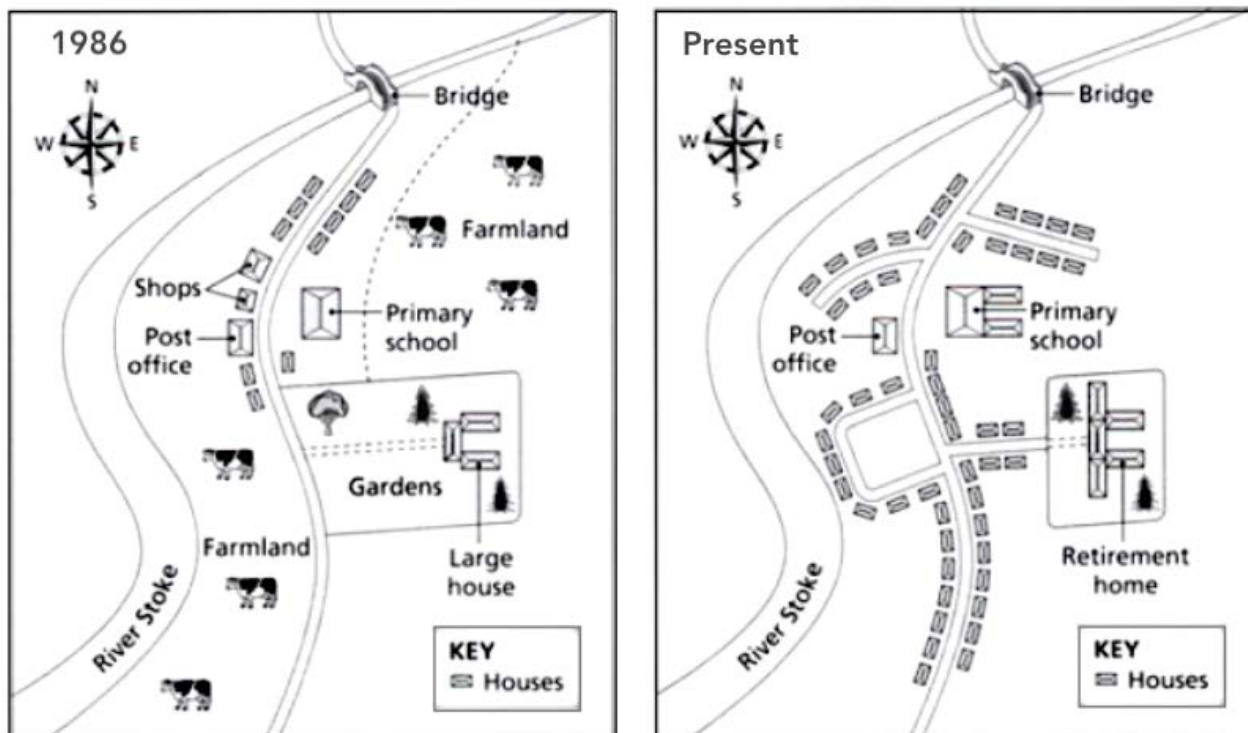 1986
N
W E
S
Bridge
Farmland
Shops
Primary
school
Post
office
Gardens
Farmland
Large
house
River Stoke
KEY
Houses
Present
N
W E
S
Bridge
Primary
school
Post
office
Retirement
home
River Stoke
KEY
Houses